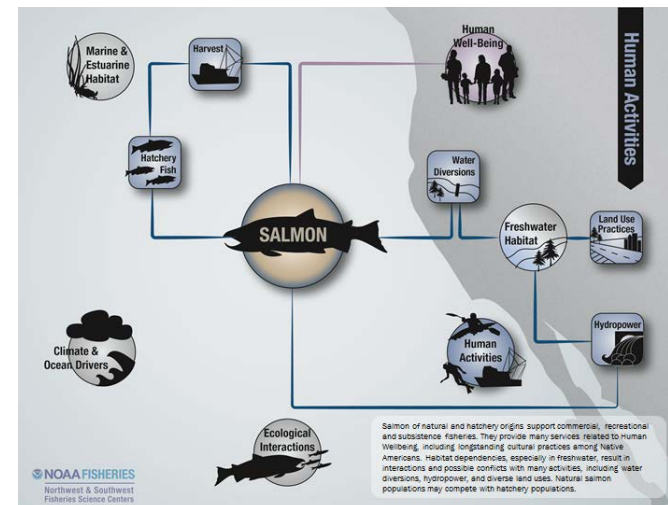 Marine &
Estuarine
Habitat
Harvest
Human
Well-Being
Human Activities
Hatchery
Fish
Water
Diversions
SALMON
Freshwater
Habitat
Land Use
Practices
Climate &
Ocean Drivers
Human
Activities
Hydropower
Ecological
Interactions
Salmon of natural and hatchery origins support commercial, recreational
and subsistence fisheries. They provide many services related to Human
Wellbeing, including longstanding cultural practices among Native
Americans. Habitat dependencies, especially in freshwater, result in
interactions and possible conflicts with many activities, including water
diversions, hydropower, and diverse land uses. Natural salmon
populations may compete with hatchery populations.
NOAA FISHERIES
Northwest & Southwest
Fisheries Science Centers